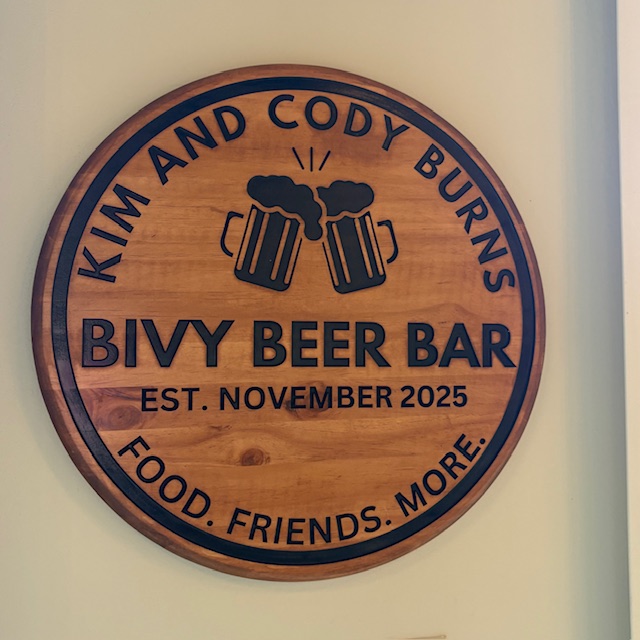 KIM AND CODY BURNS
BIVY BEER BAR
EST. NOVEMBER 2025
FOOD. FRIENDS. MORE.